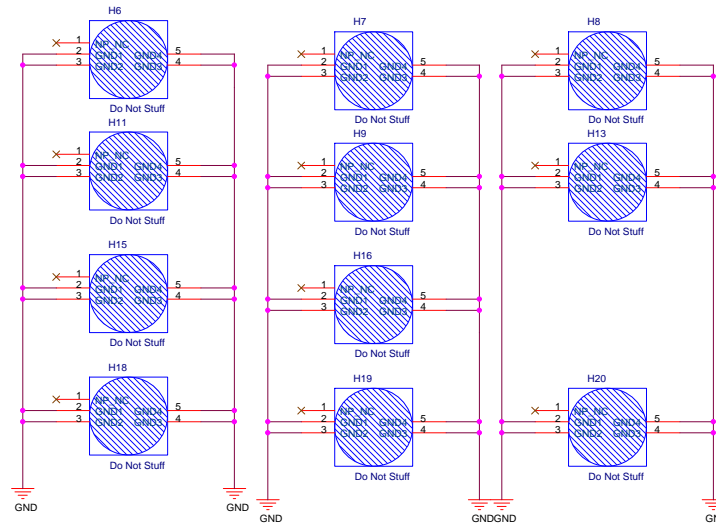 H6
1 NP_NC
2 GND1 GND4 5
3 GND2 GND3 4
Do Not Stuff
H11
1 NP_NC
2 GND1 GND4 5
3 GND2 GND3 4
Do Not Stuff
H15
1 NP_NC
2 GND1 GND4 5
3 GND2 GND3 4
Do Not Stuff
H18
1 NP_NC
2 GND1 GND4 5
3 GND2 GND3 4
Do Not Stuff
GND GND
H7
1 NP_NC
2 GND1 GND4 5
3 GND2 GND3 4
Do Not Stuff
H9
1 NP_NC
2 GND1 GND4 5
3 GND2 GND3 4
Do Not Stuff
H16
1 NP_NC
2 GND1 GND4 5
3 GND2 GND3 4
Do Not Stuff
H19
1 NP_NC
2 GND1 GND4 5
3 GND2 GND3 4
Do Not Stuff
GND GND
H8
1 NP_NC
2 GND1 GND4 5
3 GND2 GND3 4
Do Not Stuff
H13
1 NP_NC
2 GND1 GND4 5
3 GND2 GND3 4
Do Not Stuff
H20
1 NP_NC
2 GND1 GND4 5
3 GND2 GND3 4
Do Not Stuff
GND